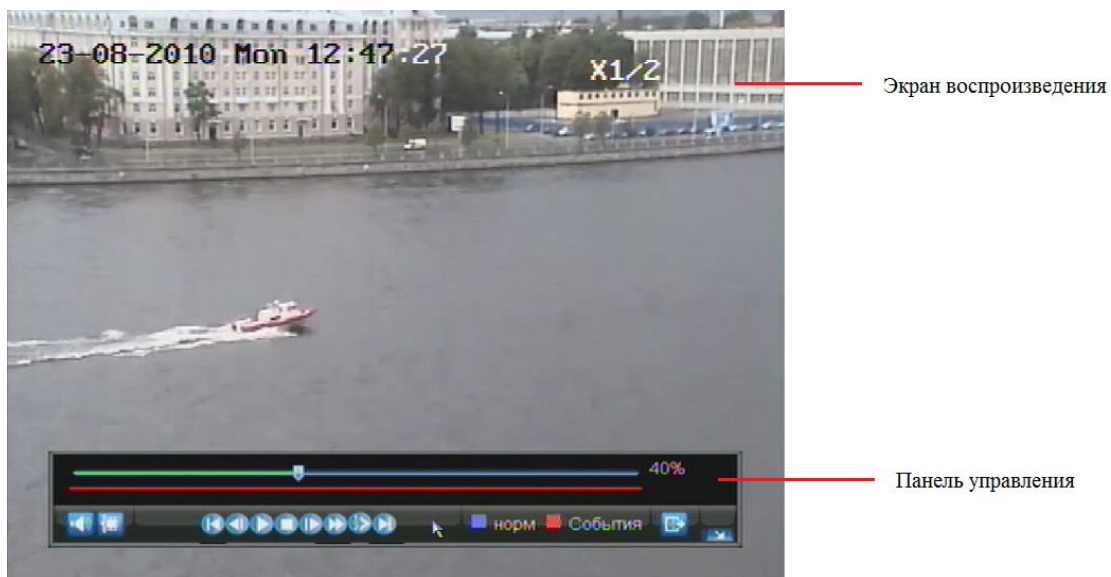 23-08-2010 Mon 12:47:27
X1/2
Экран воспроизведения
40%
Панель управления
норм
События